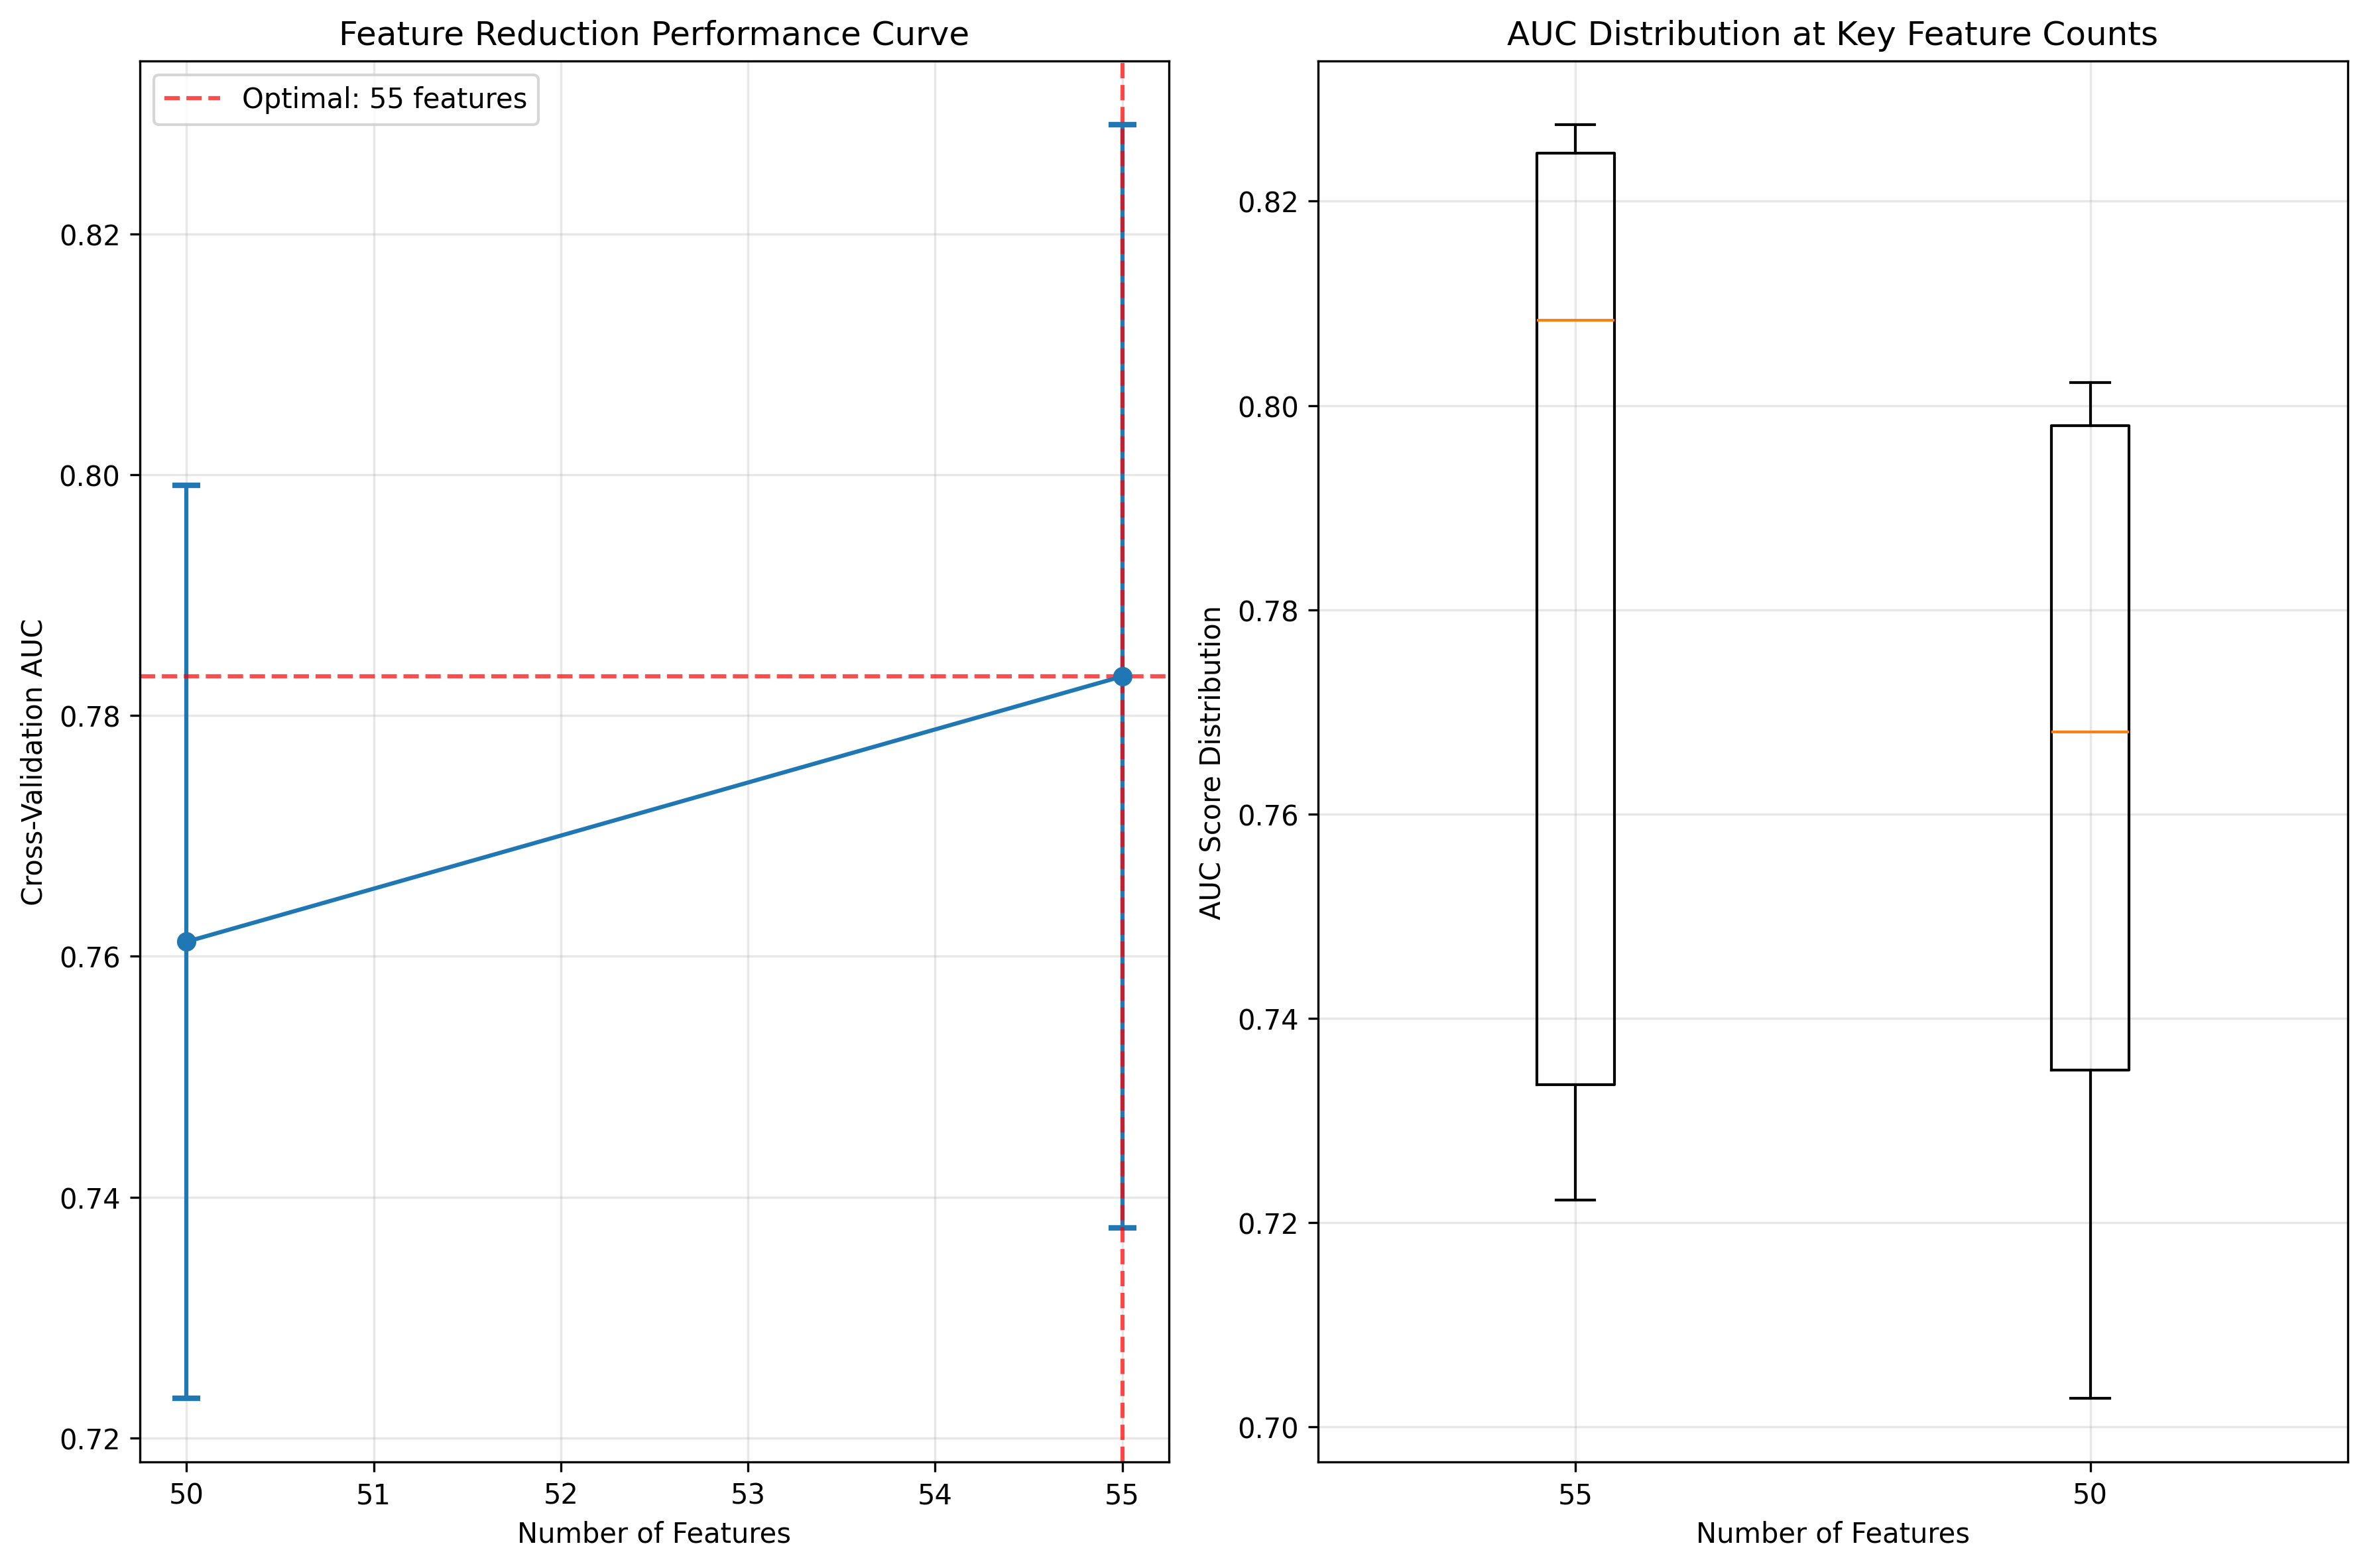 Feature Reduction Performance Curve
Optimal: 55 features
Cross-Validation AUC
0.82
0.80
0.78
0.76
0.74
0.72
50 51 52 53 54 55
Number of Features
AUC Distribution at Key Feature Counts
AUC Score Distribution
0.82
0.80
0.78
0.76
0.74
0.72
0.70
55 50
Number of Features